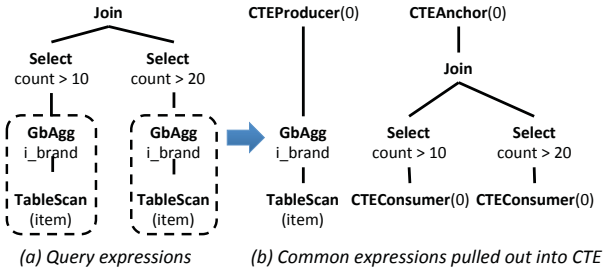 Join
Select
count > 10
Select
count > 20
GbAgg
i_brand
GbAgg
i_brand
TableScan
(item)
TableScan
(item)
(a) Query expressions
CTEProducer(0)
GbAgg
i_brand
TableScan
(item)
CTEAnchor(0)
Join
Select
count > 10
Select
count > 20
CTEConsumer(0)
CTEConsumer(0)
(b) Common expressions pulled out into CTE